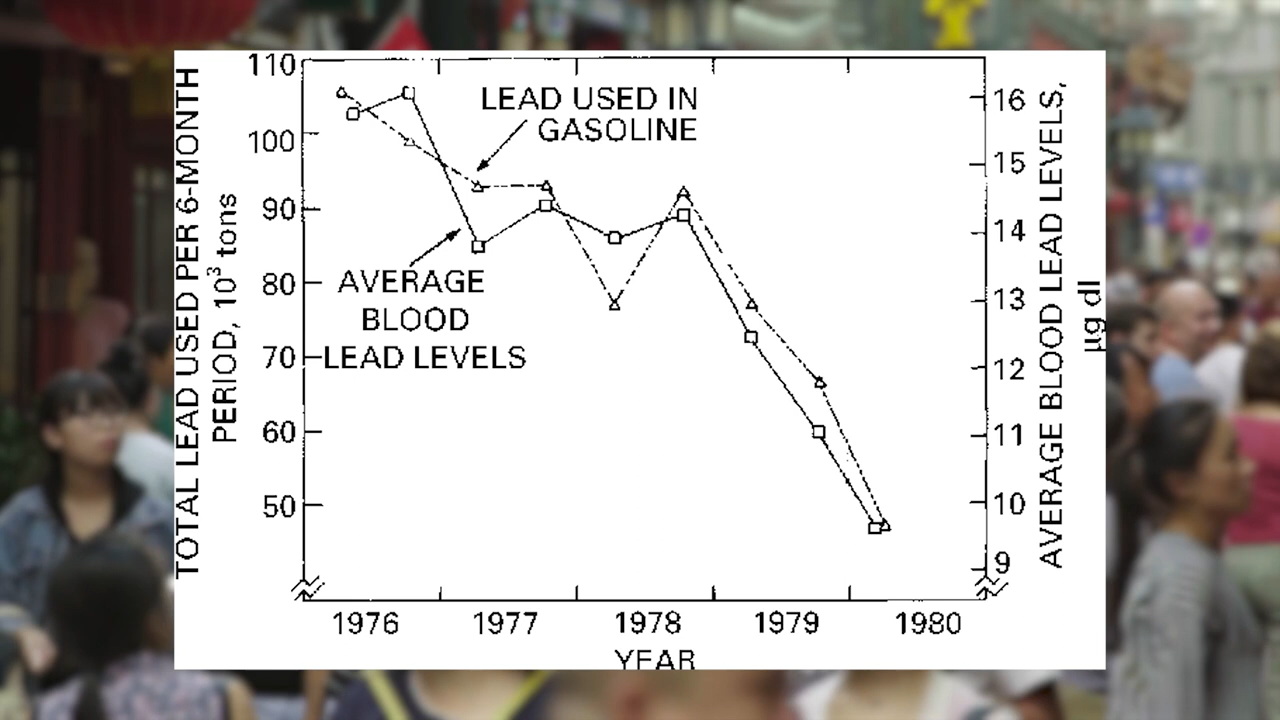 TOTAL LEAD USED PER 6-MONTH
PERIOD, 10³ tons
110
100
90
80
70
60
50
LEAD USED IN
GASOLINE
AVERAGE
BLOOD
LEAD LEVELS
16
15
14
13
12
11
10
9
AVERAGE BLOOD LEAD LEVELS,
µg dl
1976
1977
1978
1979
1980
YEAR